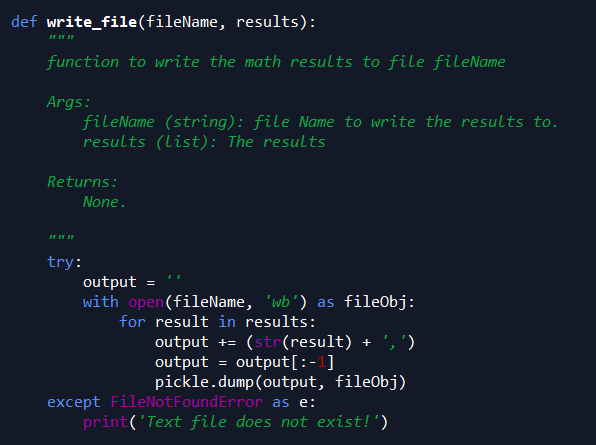 def write_file(fileName, results):
    """
    function to write the math results to file fileName

    Args:
        fileName (string): file Name to write the results to.
        results (list): The results

    Returns:
        None.

    """
    try:
        output = ''
        with open(fileName, 'wb') as fileObj:
            for result in results:
                output += (str(result) + ',')
                output = output[:-1]
                pickle.dump(output, fileObj)
    except FileNotFoundError as e:
        print('Text file does not exist!')